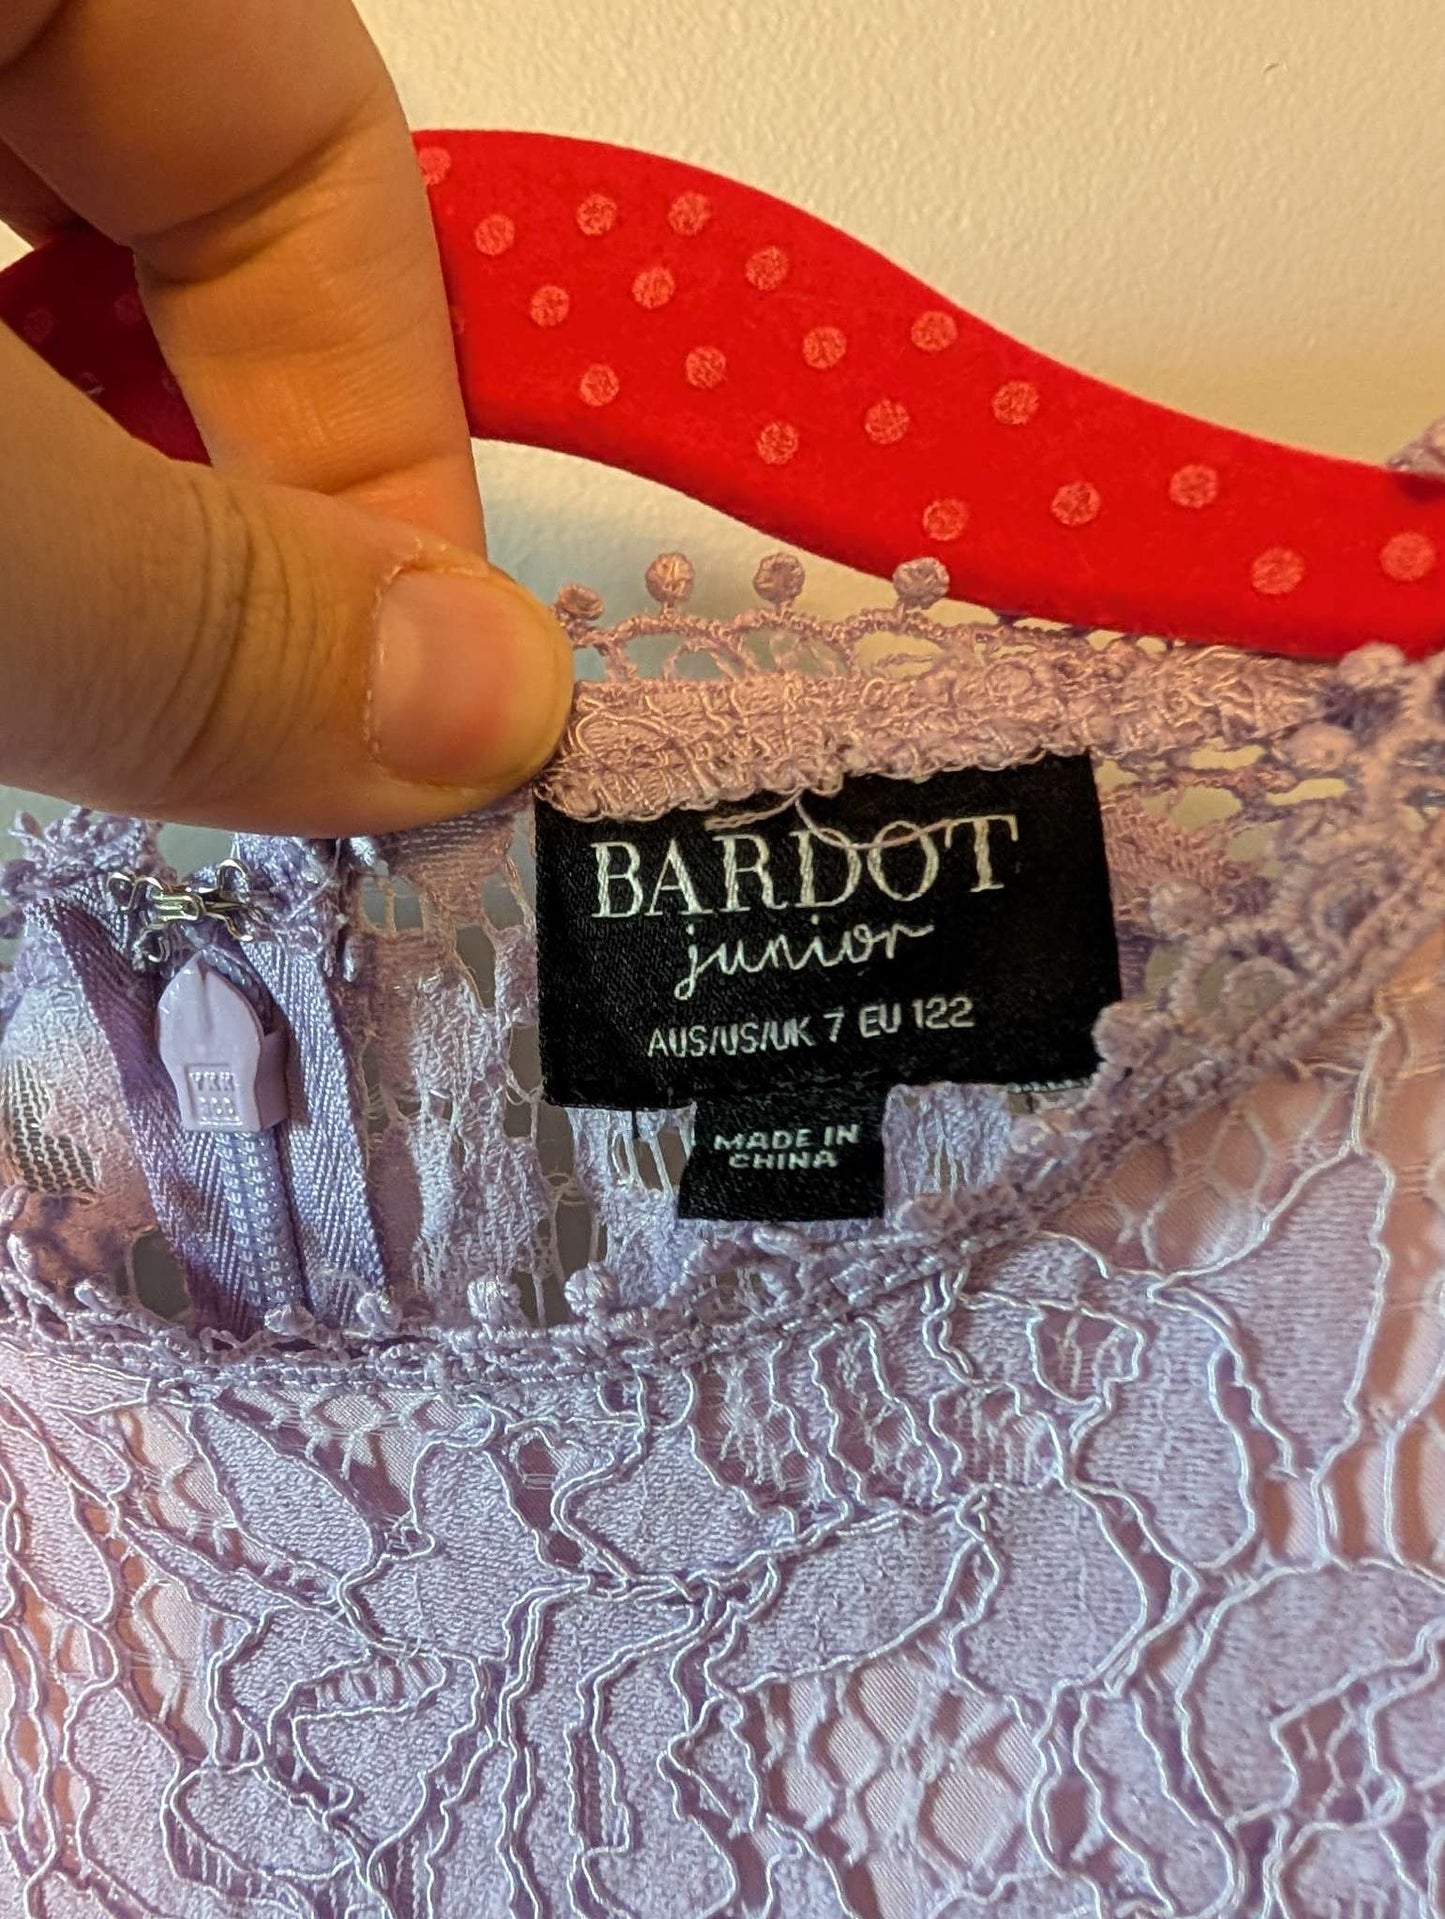 BARDOT
junior
AUS/US/UK 7 EU 122
MADE IN
CHINA